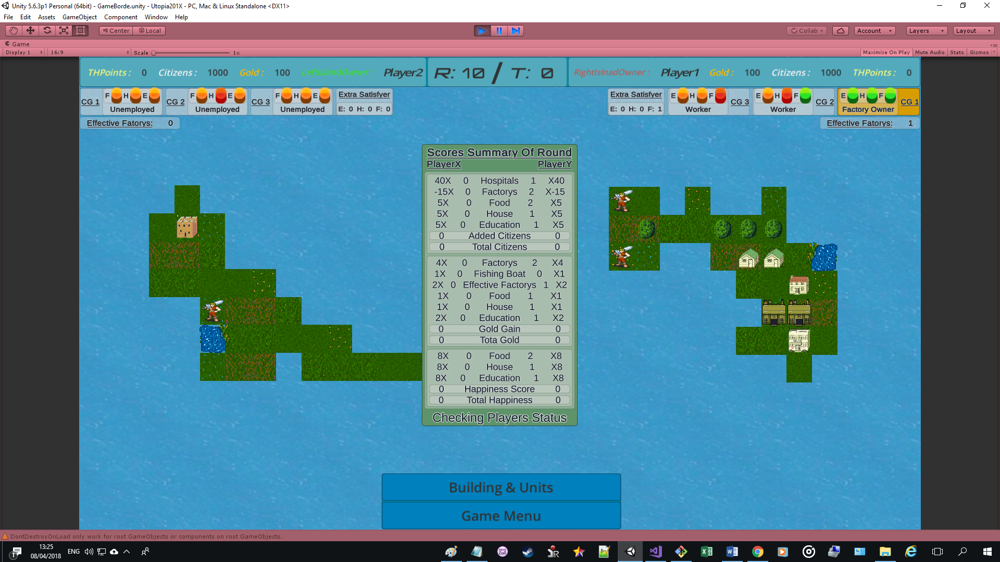 Unity 5.6.3p1 Personal (64bit) - GameBorde.unity - Utopia201X - PC, Mac & Linux Standalone <DX11>
File Edit Assets GameObject Component Window Help
Center Local Collab Account Layers Layout
Game
Display 1 16:9 Scale 1x Maximize On Play Mute Audio Stats Gizmos
THPoints : 0 Citizens : 1000 Gold : 100 LeftIslandOwner : Player2 R: 10 / T: 0 RightIslnadOwner : Player1 Gold : 100 Citizens : 1000 THPoints : 0
CG 1 F H E Unemployed CG 2 F H E Unemployed CG 3 F H E Unemployed Extra Satisfyer E: 0 H: 0 F: 0
Extra Satisfyer E: 0 H: 0 F: 1 E H F Worker CG 3 E H F Worker CG 2 E H F Factory Owner CG 1
Effective Fatorys: 0 Effective Fatorys: 1
Scores Summary Of Round
PlayerX PlayerY
40X 0 Hospitals 1 X40
-15X 0 Factorys 2 X-15
5X 0 Food 2 X5
5X 0 House 1 X5
5X 0 Education 1 X5
0 Added Citizens 0
0 Total Citizens 0
4X 0 Factorys 2 X4
1X 0 Fishing Boat 0 X1
2X 0 Effective Factorys 1 X2
1X 0 Food 1 X1
1X 0 House 1 X1
2X 0 Education 1 X2
0 Gold Gain 0
0 Tota Gold 0
8X 0 Food 2 X8
8X 0 House 1 X8
8X 0 Education 1 X8
0 Happiness Score 0
0 Total Happiness 0
Checking Players Status
Building & Units
Game Menu
DontDestroyOnLoad only work for root GameObjects or components on root GameObjects.
1 13:25 ENG
08/04/2018